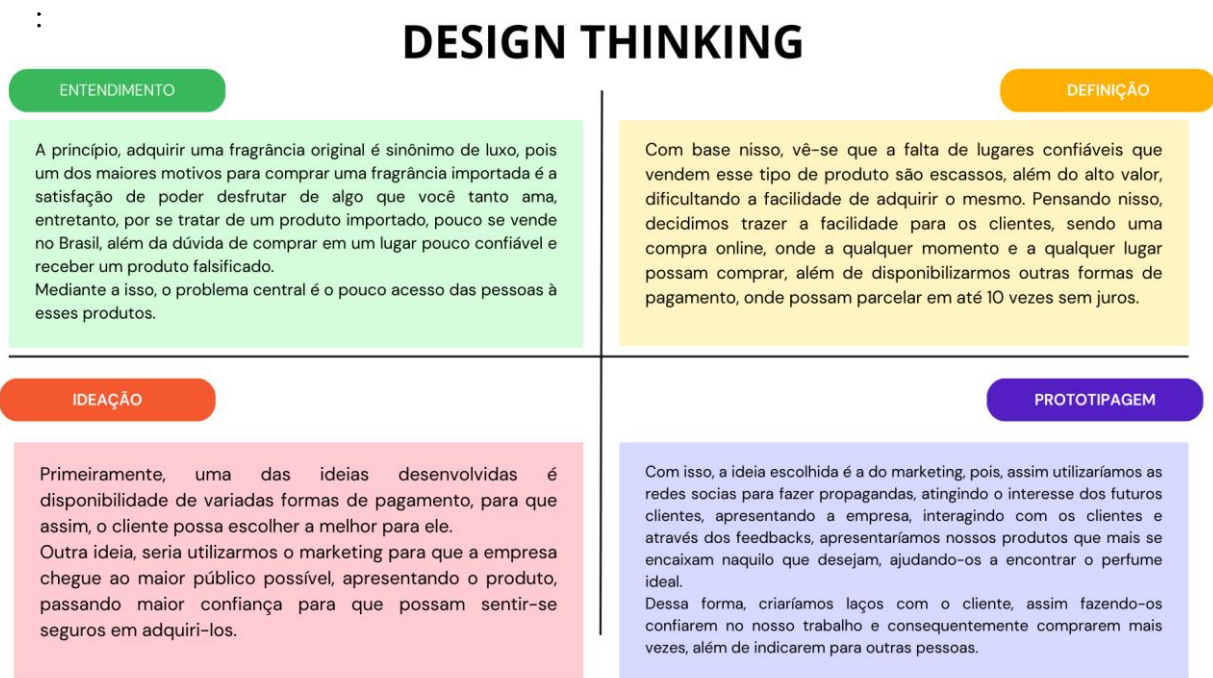 :
DESIGN THINKING
ENTENDIMENTO
A princípio, adquirir uma fragrância original é sinônimo de luxo, pois
um dos maiores motivos para comprar uma fragrância importada é a
satisfação de poder desfrutar de algo que você tanto ama,
entretanto, por se tratar de um produto importado, pouco se vende
no Brasil, além da dúvida de comprar em um lugar pouco confiável e
receber um produto falsificado.
Mediante a isso, o problema central é o pouco acesso das pessoas à
esses produtos.
DEFINIÇÃO
Com base nisso, vê-se que a falta de lugares confiáveis que
vendem esse tipo de produto são escassos, além do alto valor,
dificultando a facilidade de adquirir o mesmo. Pensando nisso,
decidimos trazer a facilidade para os clientes, sendo uma
compra online, onde a qualquer momento e a qualquer lugar
possam comprar, além de disponibilizarmos outras formas de
pagamento, onde possam parcelar em até 10 vezes sem juros.
IDEAÇÃO
Primeiramente, uma das ideias desenvolvidas é
disponibilidade de variadas formas de pagamento, para que
assim, o cliente possa escolher a melhor para ele.
Outra ideia, seria utilizarmos o marketing para que a empresa
chegue ao maior público possível, apresentando o produto,
passando maior confiança para que possam sentir-se
seguros em adquiri-los.
PROTOTIPAGEM
Com isso, a ideia escolhida é a do marketing, pois, assim utilizaríamos as
redes socias para fazer propagandas, atingindo o interesse dos futuros
clientes, apresentando a empresa, interagindo com os clientes e
através dos feedbacks, apresentaríamos nossos produtos que mais se
encaixam naquilo que desejam, ajudando-os a encontrar o perfume
ideal.
Dessa forma, criaríamos laços com o cliente, assim fazendo-os
confiarem no nosso trabalho e consequentemente comprarem mais
vezes, além de indicarem para outras pessoas.